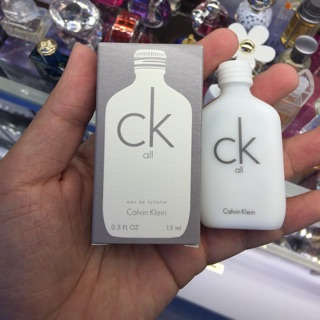 ck
all
eau de toilette
Calvin Klein
0.5 FL OZ 15 ml
ck
all
Calvin Klein